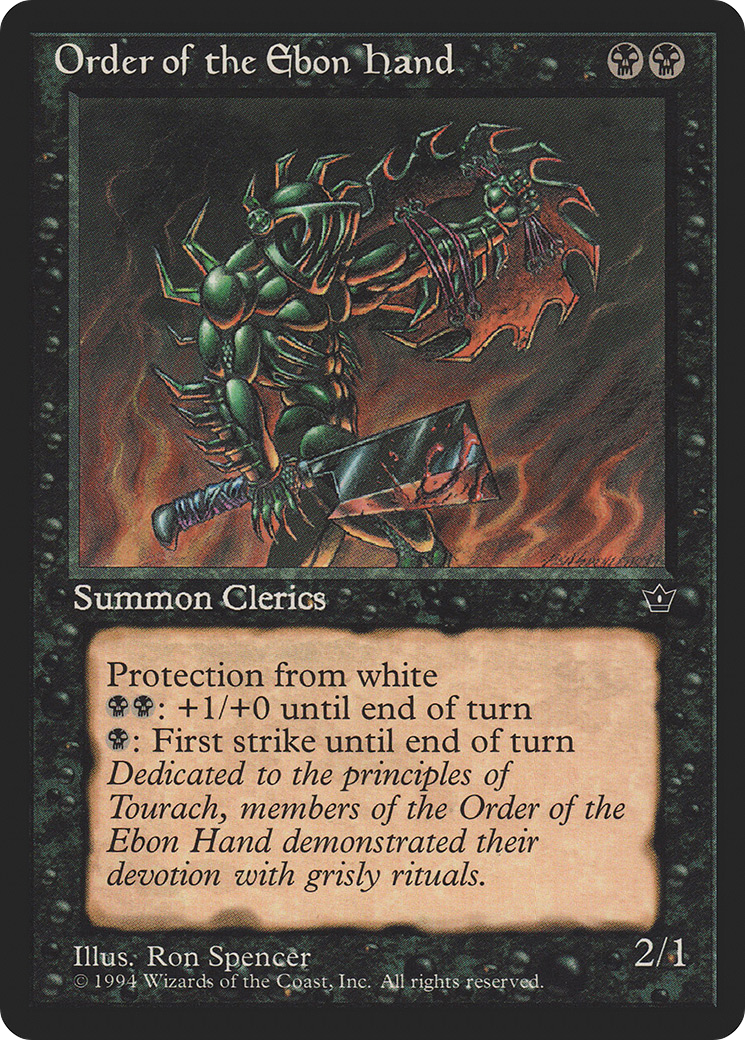 Order of the Ebon Hand
Summon Clerics
Protection from white
: +1/+0 until end of turn
: First strike until end of turn
Dedicated to the principles of
Tourach, members of the Order of the
Ebon Hand demonstrated their
devotion with grisly rituals.
Illus. Ron Spencer
2/1
© 1994 Wizards of the Coast, Inc. All rights reserved.